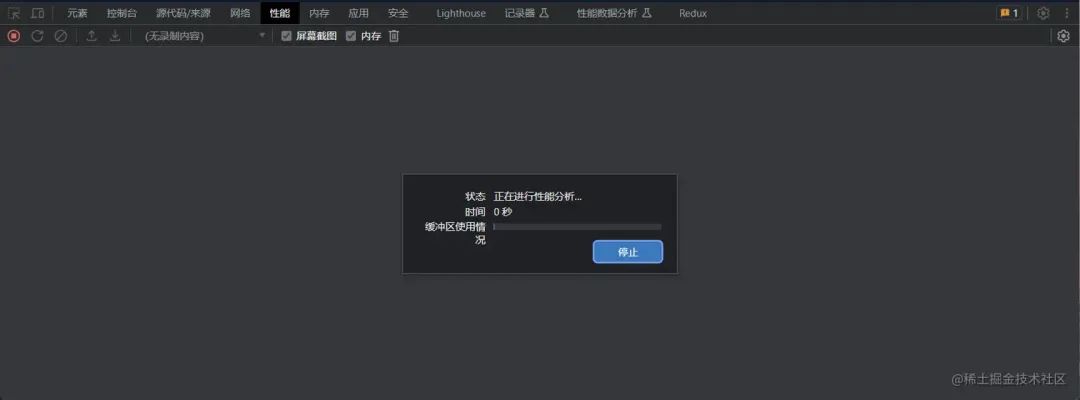 元素 控制台 源代码/来源 网络 性能 内存 应用 安全 Lighthouse 记录器 性能数据分析 Redux 1
(无录制内容) 屏幕截图 内存
状态 正在进行性能分析...
时间 0 秒
缓冲区使用情
况
停止
@稀土掘金技术社区